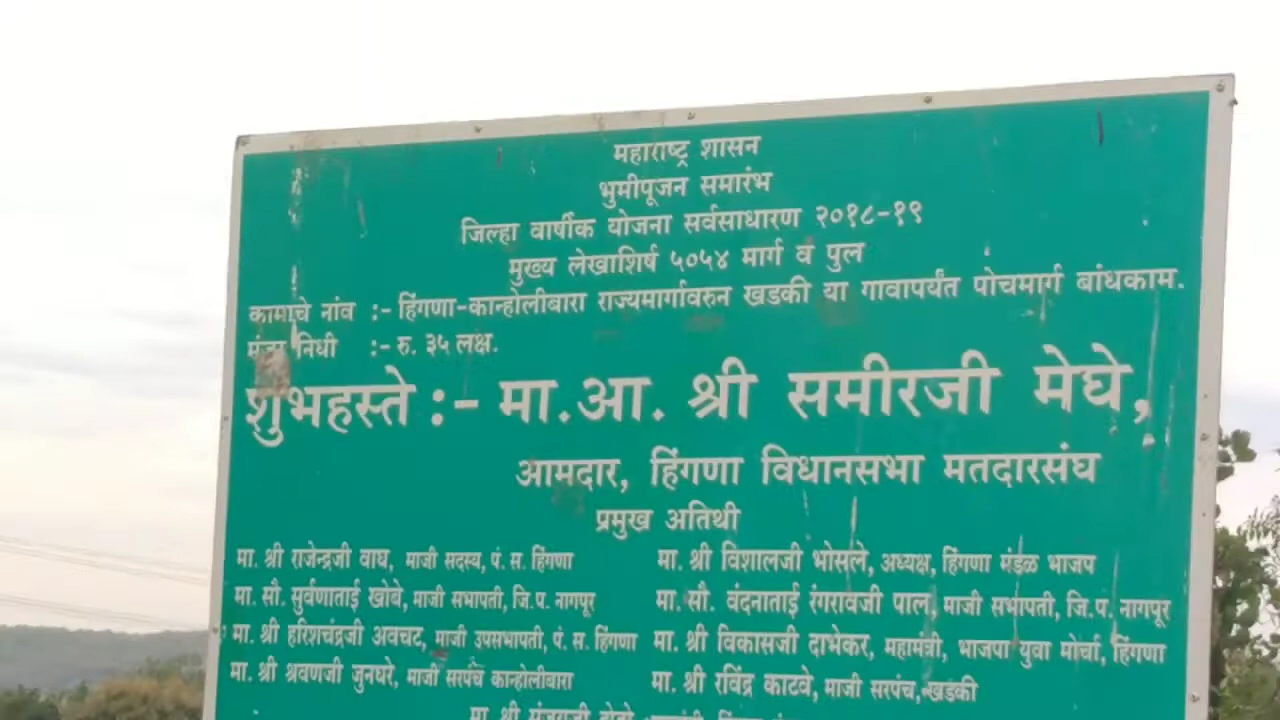 महाराष्ट्र शासन
भुमीपूजन समारंभ
जिल्हा वार्षीक योजना सर्वसाधारण २०१८-१९
मुख्य लेखाशिर्ष ५०५४ मार्ग व पुल
कामाचे नांव :- हिंगणा-कान्होलीबारा राज्यमार्गावरुन खडकी या गावापर्यंत पोचमार्ग बांधकाम.
मंजूर निधी :- रु. ३५ लक्ष.
शुभहस्ते :- मा.आ. श्री समीरजी मेघे,
आमदार, हिंगणा विधानसभा मतदारसंघ
प्रमुख अतिथी
मा. श्री राजेन्द्रजी वाघ, माजी सदस्य, पं. स. हिंगणा
मा. श्री विशालजी भोसले, अध्यक्ष, हिंगणा मंडळ भाजप
मा. सौ. सुर्वणाताई खोबे, माजी सभापती, जि.प. नागपूर
मा. सौ. वंदनाताई रंगरावजी पाल, माजी सभापती, जि.प. नागपूर
मा. श्री हरिशचंद्रजी अवचट, माजी उपसभापती, पं. स. हिंगणा
मा. श्री विकासजी दाभेकर, महामंत्री, भाजपा युवा मोर्चा, हिंगणा
मा. श्री श्रवणजी जुनघरे, माजी सरपंच कान्होलीबारा
मा. श्री रविंद्र काटवे, माजी सरपंच, खडकी
मा. श्री